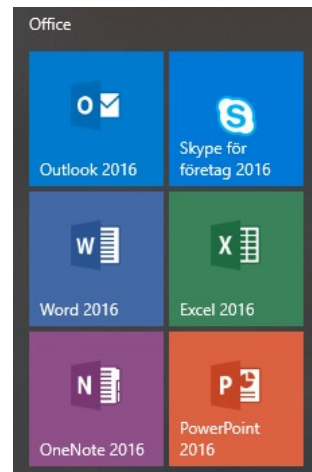 Office
Outlook 2016
Skype för
företag 2016
Word 2016
Excel 2016
OneNote 2016
PowerPoint
2016